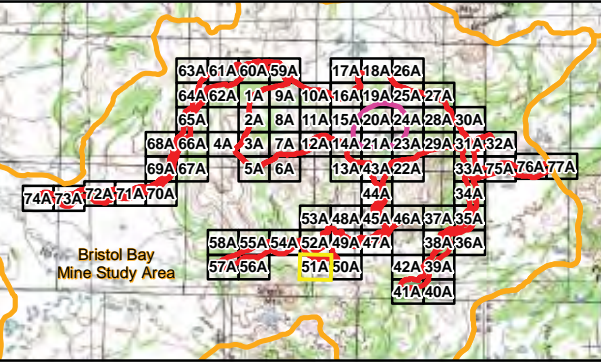 63A 61A 60A 59A 17A 18A 26A
64A 62A 1A 9A 10A 16A 19A 25A 27A
65A 2A 8A 11A 15A 20A 24A 28A 30A
68A 66A 4A 3A 7A 12A 14A 21A 23A 29A 31A 32A
69A 67A 5A 6A 13A 43A 22A 33A 75A 76A 77A
74A 73A 72A 71A 70A 44A 34A
53A 48A 45A 46A 37A 35A
58A 55A 54A 52A 49A 47A 38A 36A
Bristol Bay
Mine Study Area
57A 56A 51A 50A 42A 39A
41A 40A